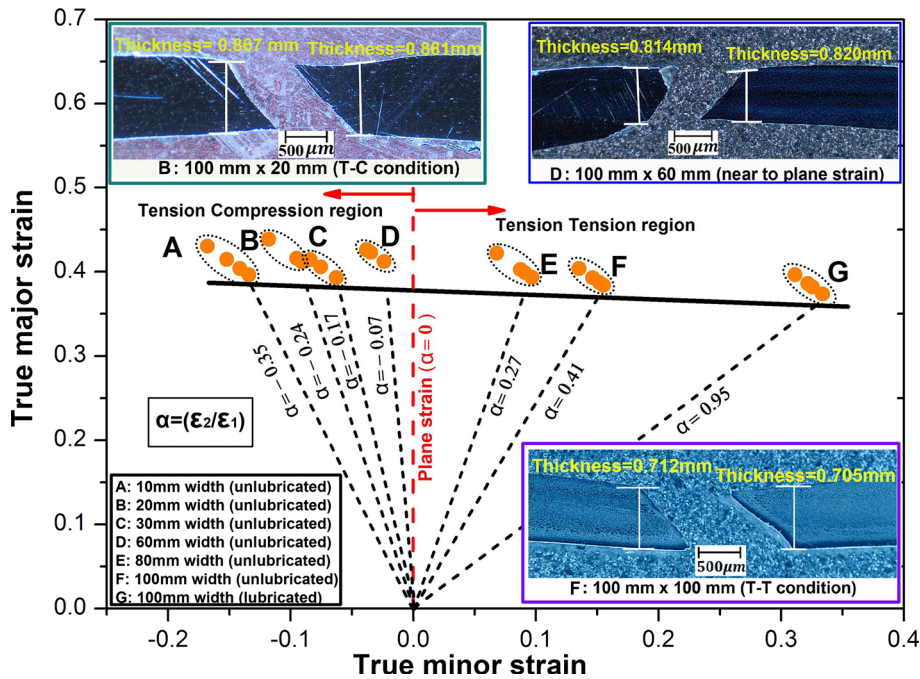 0.7
0.6
0.5
0.4
0.3
0.2
0.1
0.0
True major strain
Thickness= 0.867 mm
Thickness=0.881mm
500μm
B: 100 mm x 20 mm (T-C condition)
Thickness=0.814mm
Thickness=0.820mm
500μm
D: 100 mm x 60 mm (near to plane strain)
Tension Compression region
Tension Tension region
A
B
C
D
E
F
G
α=−0.35
α=−0.24
α=−0.17
α=−0.07
Plane strain (α=0)
α=0.27
α=0.41
α=0.95
α=(ε2/ε1)
A: 10mm width (unlubricated)
B: 20mm width (unlubricated)
C: 30mm width (unlubricated)
D: 60mm width (unlubricated)
E: 80mm width (unlubricated)
F: 100mm width (unlubricated)
G: 100mm width (lubricated)
Thickness=0.712mm
Thickness=0.705mm
500μm
F: 100 mm x 100 mm (T-T condition)
-0.2
-0.1
0.0
0.1
0.2
0.3
0.4
True minor strain